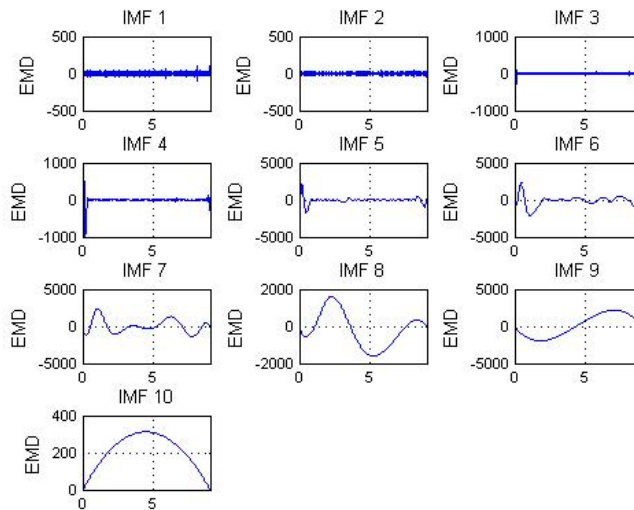 IMF 1 IMF 2 IMF 3
500 500 1000
EMD 0 EMD 0 EMD 0
-500 -500 -1000
0 5 0 5 0 5
IMF 4 IMF 5 IMF 6
1000 5000 5000
EMD 0 EMD 0 EMD 0
-1000 -5000 -5000
0 5 0 5 0 5
IMF 7 IMF 8 IMF 9
5000 2000 5000
EMD 0 EMD 0 EMD 0
-5000 -2000 -5000
0 5 0 5 0 5
IMF 10
400
EMD 200
0
0 5